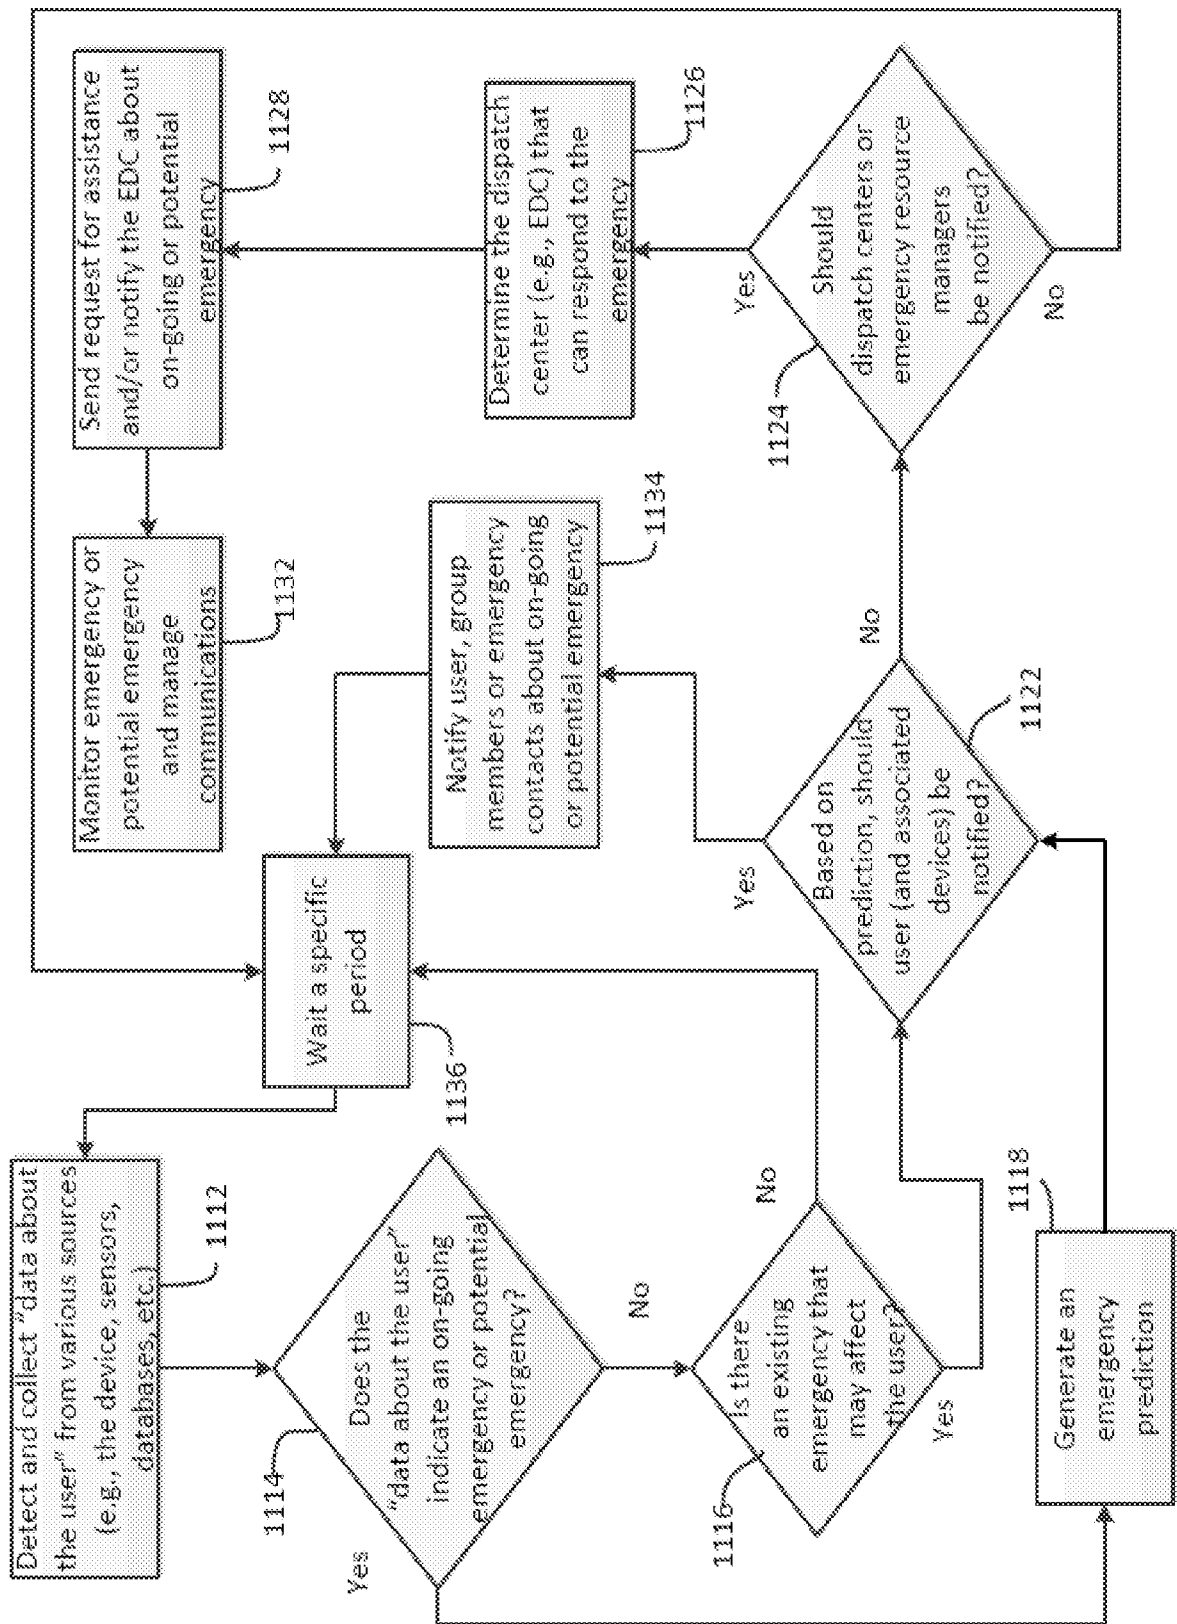 Detect and collect "data about
the user" from various sources
(e.g., the device, sensors,
databases, etc.)
1112
Does the
"data about the user"
indicate an on-going
emergency or potential
emergency?
1114
Yes
No
Is there
an existing
emergency that
may affect
the user?
1116
Yes
No
Generate an
emergency
prediction
1118
Wait a specific
period
1136
Based on
prediction, should
user (and associated
devices) be
notified?
1122
Yes
No
Notify user, group
members or emergency
contacts about on-going
or potential emergency
1134
Should
dispatch centers or
emergency resource
managers
be notified?
1124
Yes
No
Determine the dispatch
center (e.g., EDC) that
can respond to the
emergency
1126
Send request for assistance
and/or notify the EDC about
on-going or potential
emergency
1128
Monitor emergency or
potential emergency
and manage
communications
1132